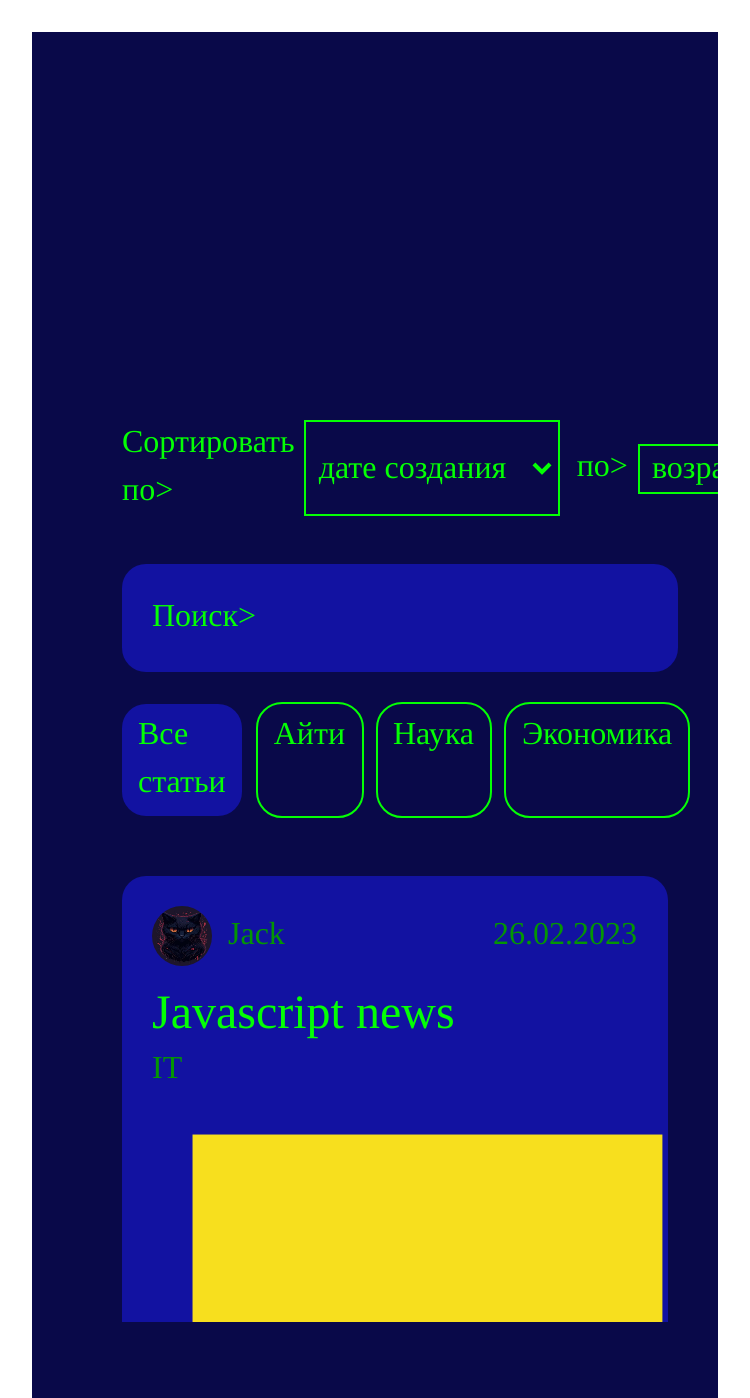 Сортировать
по>
дате создания
по>
возра
Поиск>
Все
статьи
Айти
Наука
Экономика
Jack
26.02.2023
Javascript news
IT